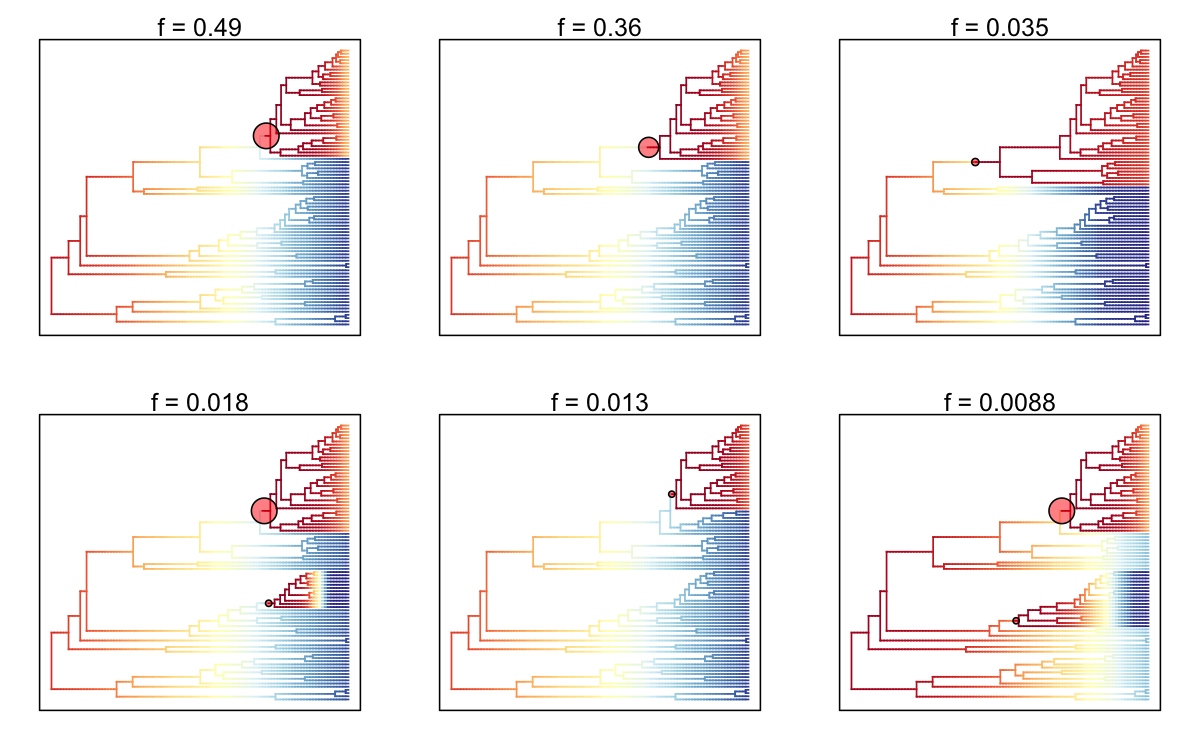 f = 0.49
f = 0.36
f = 0.035
f = 0.018
f = 0.013
f = 0.0088